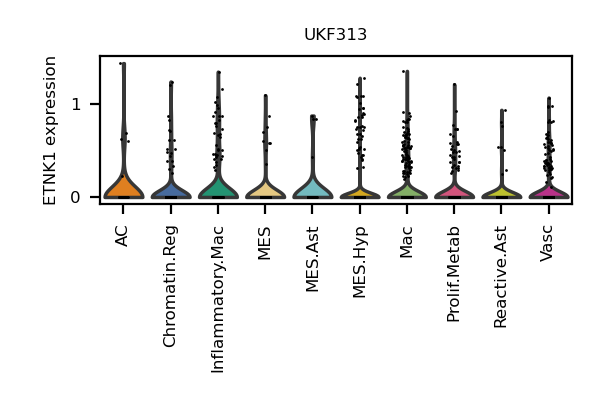 UKF313
ETNK1 expression
1
0
AC
Chromatin.Reg
Inflammatory.Mac
MES
MES.Ast
MES.Hyp
Mac
Prolif.Metab
Reactive.Ast
Vasc